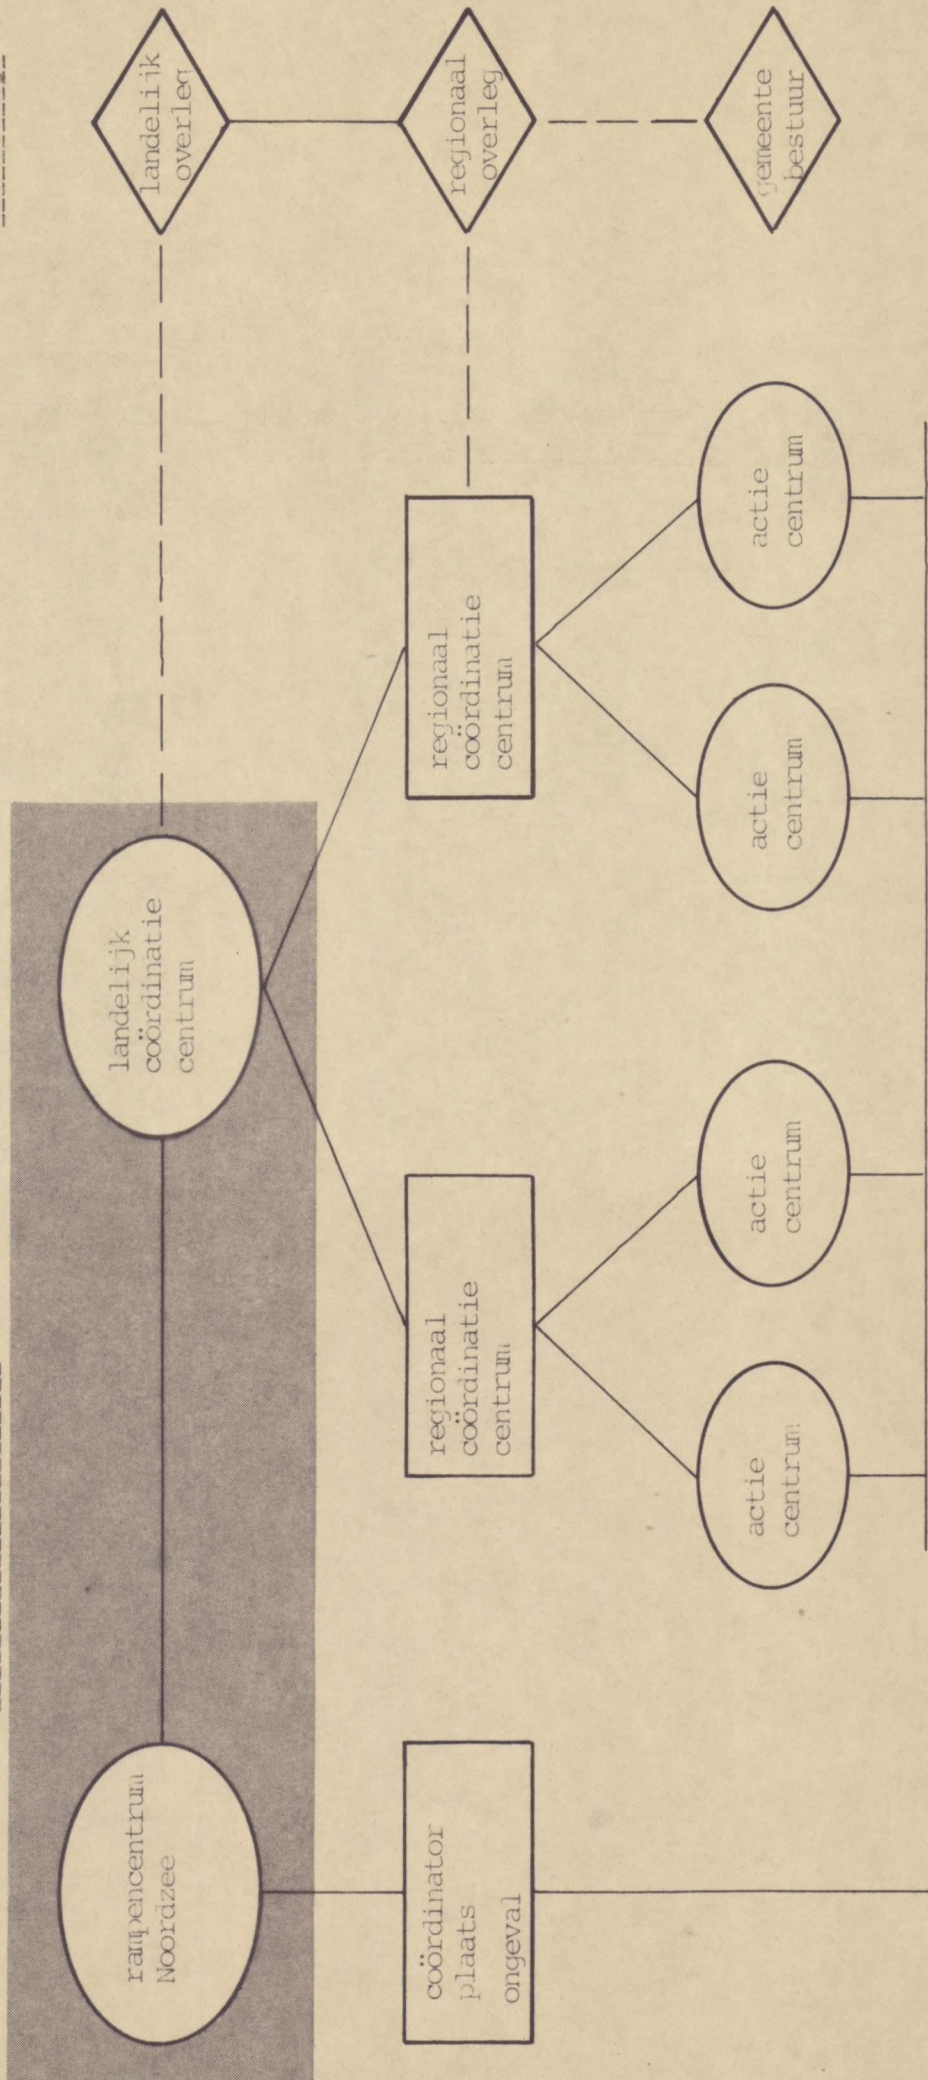 rampencentrum
Noordzee
landelijk
coördinatie
centrum
landelijk
overleg
coördinator
plaats
ongeval
regionaal
coördinatie
centrum
regionaal
coördinatie
centrum
regionaal
overleg
actie
centrum
actie
centrum
actie
centrum
actie
centrum
gemeente
bestuur